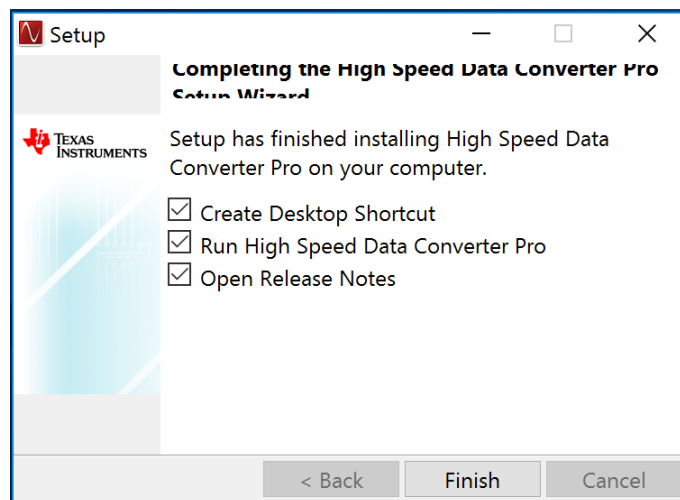 Setup
Completing the High Speed Data Converter Pro
Setup Wizard
TEXAS
INSTRUMENTS
Setup has finished installing High Speed Data
Converter Pro on your computer.
Create Desktop Shortcut
Run High Speed Data Converter Pro
Open Release Notes
< Back
Finish
Cancel